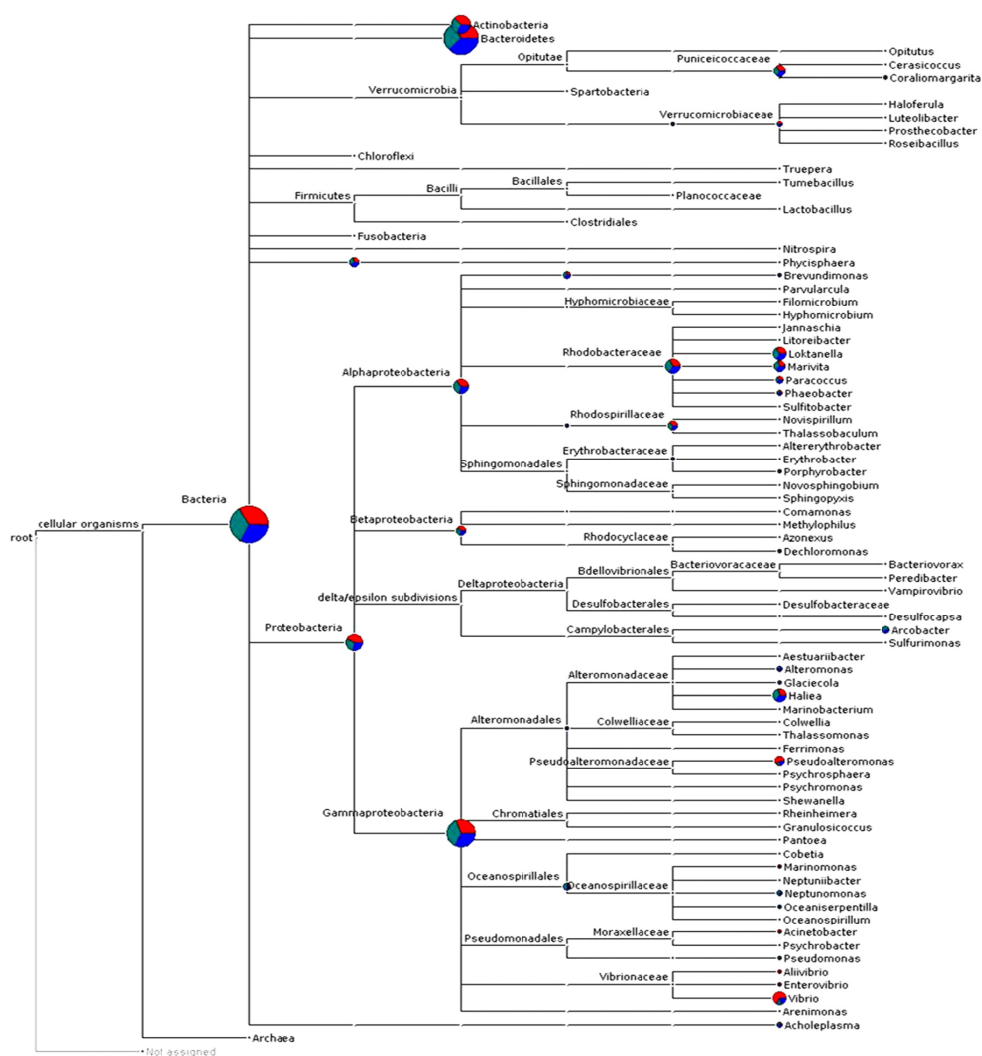 Actinobacteria
Bacteroidetes
Opitutus
Opitutae
Puniceicoccaceae
Cerasicoccus
Coraliomargarita
Verrucomicrobia
Spartobacteria
Haloferula
Verrucomicrobiaceae
Luteolibacter
Prosthecobacter
Roseibacillus
Chloroflexi
Truepera
Bacillales
Tumebacillus
Firmicutes
Bacilli
Planococcaceae
Lactobacillus
Clostridiales
Fusobacteria
Nitrospira
Phycisphaera
Brevundimonas
Parvularcula
Hyphomicrobiaceae
Filomicrobium
Hyphomicrobium
Jannaschia
Litoreibacter
Rhodobacteraceae
Loktanella
Alphaproteobacteria
Marivita
Paracoccus
Phaeobacter
Sulfitobacter
Rhodospirillaceae
Novispirillum
Thalassobaculum
Altererythrobacter
Erythrobacteraceae
Erythrobacter
Sphingomonadales
Porphyrobacter
Sphingomonadaceae
Novosphingobium
Sphingopyxis
Bacteria
Comamonas
cellular organisms
Betaproteobacteria
Methylophilus
root
Rhodocyclaceae
Azonexus
Dechloromonas
Bacteriovoracaceae
Bacteriovorax
Bdellovibrionales
Peredibacter
Deltaproteobacteria
Vampirovibrio
delta/epsilon subdivisions
Desulfobacterales
Desulfobacteraceae
Desulfocapsa
Proteobacteria
Campylobacterales
Arcobacter
Sulfurimonas
Aestuariibacter
Alteromonadaceae
Alteromonas
Glaciecola
Haliea
Marinobacterium
Alteromonadales
Colwelliaceae
Colwellia
Thalassomonas
Ferrimonas
Pseudoalteromonadaceae
Pseudoalteromonas
Psychrosphaera
Psychromonas
Shewanella
Gammaproteobacteria
Chromatiales
Rheinheimera
Granulosicoccus
Pantoea
Cobetia
Marinomonas
Oceanospirillales
Oceanospirillaceae
Neptuniibacter
Neptunomonas
Oceaniserpentilla
Oceanospirillum
Moraxellaceae
Acinetobacter
Pseudomonadales
Psychrobacter
Pseudomonas
Vibrionaceae
Aliivibrio
Enterovibrio
Vibrio
Arenimonas
Acholeplasma
Archaea
Not assigned